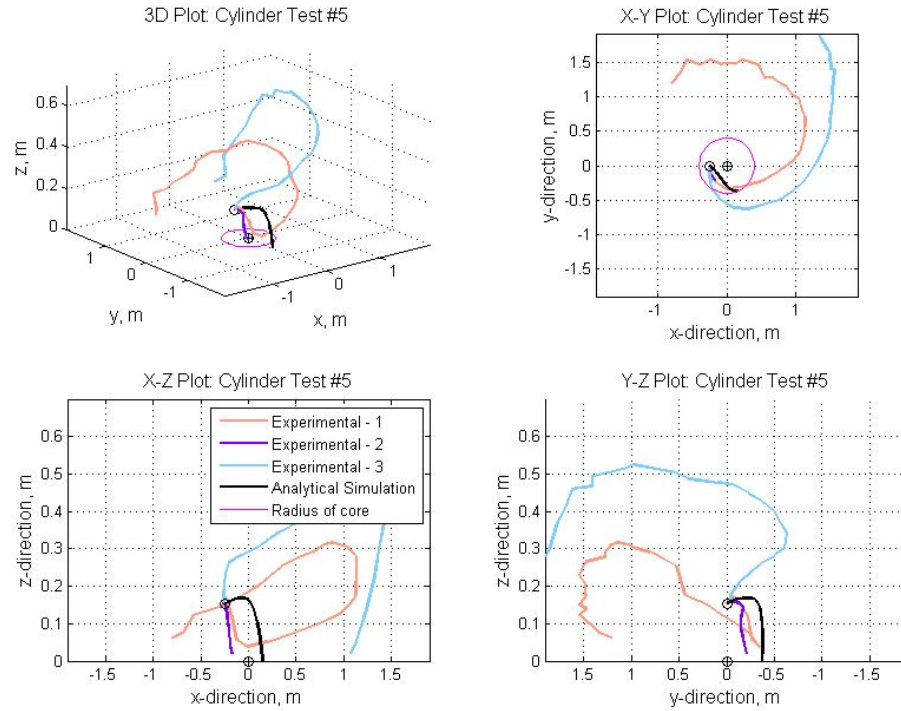 3D Plot: Cylinder Test #5
0.6
0.4
0.2
0
z, m
1
0
-1
y, m
-1
0
1
x, m
X-Y Plot: Cylinder Test #5
1.5
1
0.5
0
-0.5
-1
-1.5
y-direction, m
-1
0
1
x-direction, m
X-Z Plot: Cylinder Test #5
0.6
0.5
0.4
0.3
0.2
0.1
0
z-direction, m
Experimental - 1
Experimental - 2
Experimental - 3
Analytical Simulation
Radius of core
-1.5
-1
-0.5
0
0.5
1
1.5
x-direction, m
Y-Z Plot: Cylinder Test #5
0.6
0.5
0.4
0.3
0.2
0.1
0
z-direction, m
1.5
1
0.5
0
-0.5
-1
-1.5
y-direction, m